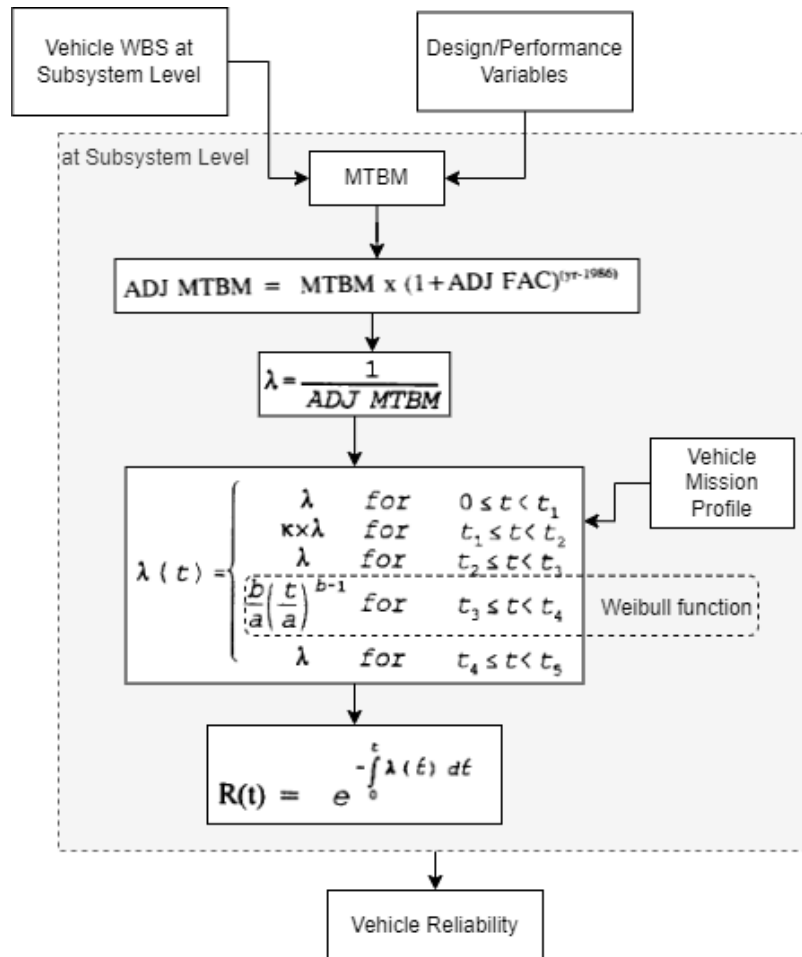 Vehicle WBS at
Subsystem Level
Design/Performance
Variables
at Subsystem Level
MTBM
ADJ MTBM = MTBM x (1+ADJ FAC)^(yr-1986)
λ = 1 / ADJ MTBM
Vehicle
Mission
Profile
λ(t) = {
λ for 0 ≤ t < t₁
κ×λ for t₁ ≤ t < t₂
λ for t₂ ≤ t < t₃
b/a (t/a)^b-1 for t₃ ≤ t < t₄ Weibull function
λ for t₄ ≤ t < t₅
R(t) = e^-∫₀ᵗ λ(t́) dt́
Vehicle Reliability